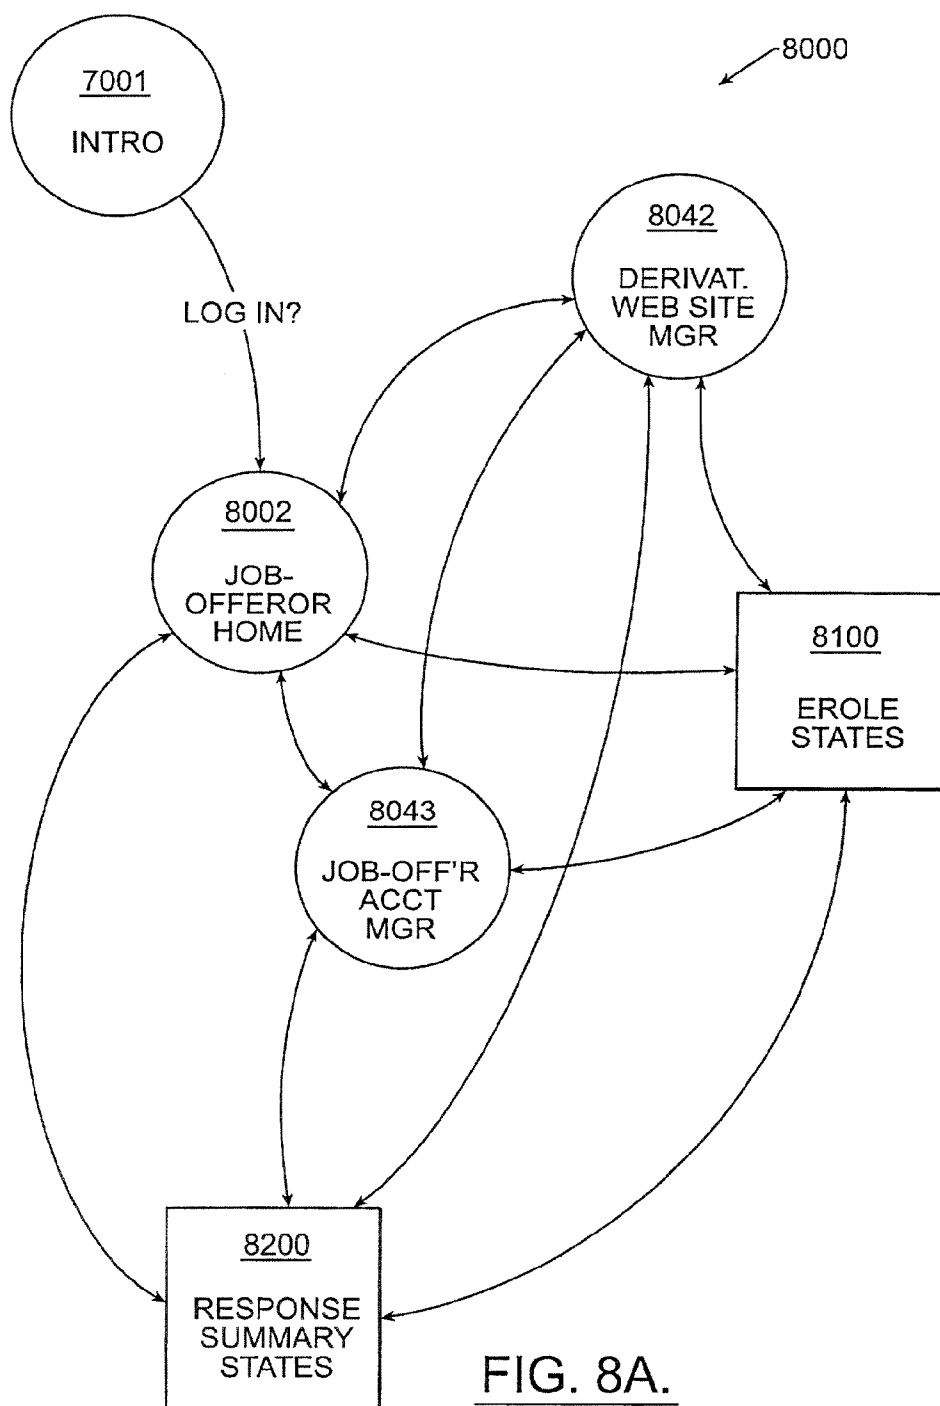 8000
7001
INTRO
8042
DERIVAT.
WEB SITE
MGR
LOG IN?
8002
JOB-
OFFEROR
HOME
8100
EROLE
STATES
8043
JOB-OFF'R
ACCT
MGR
8200
RESPONSE
SUMMARY
STATES
FIG. 8A.